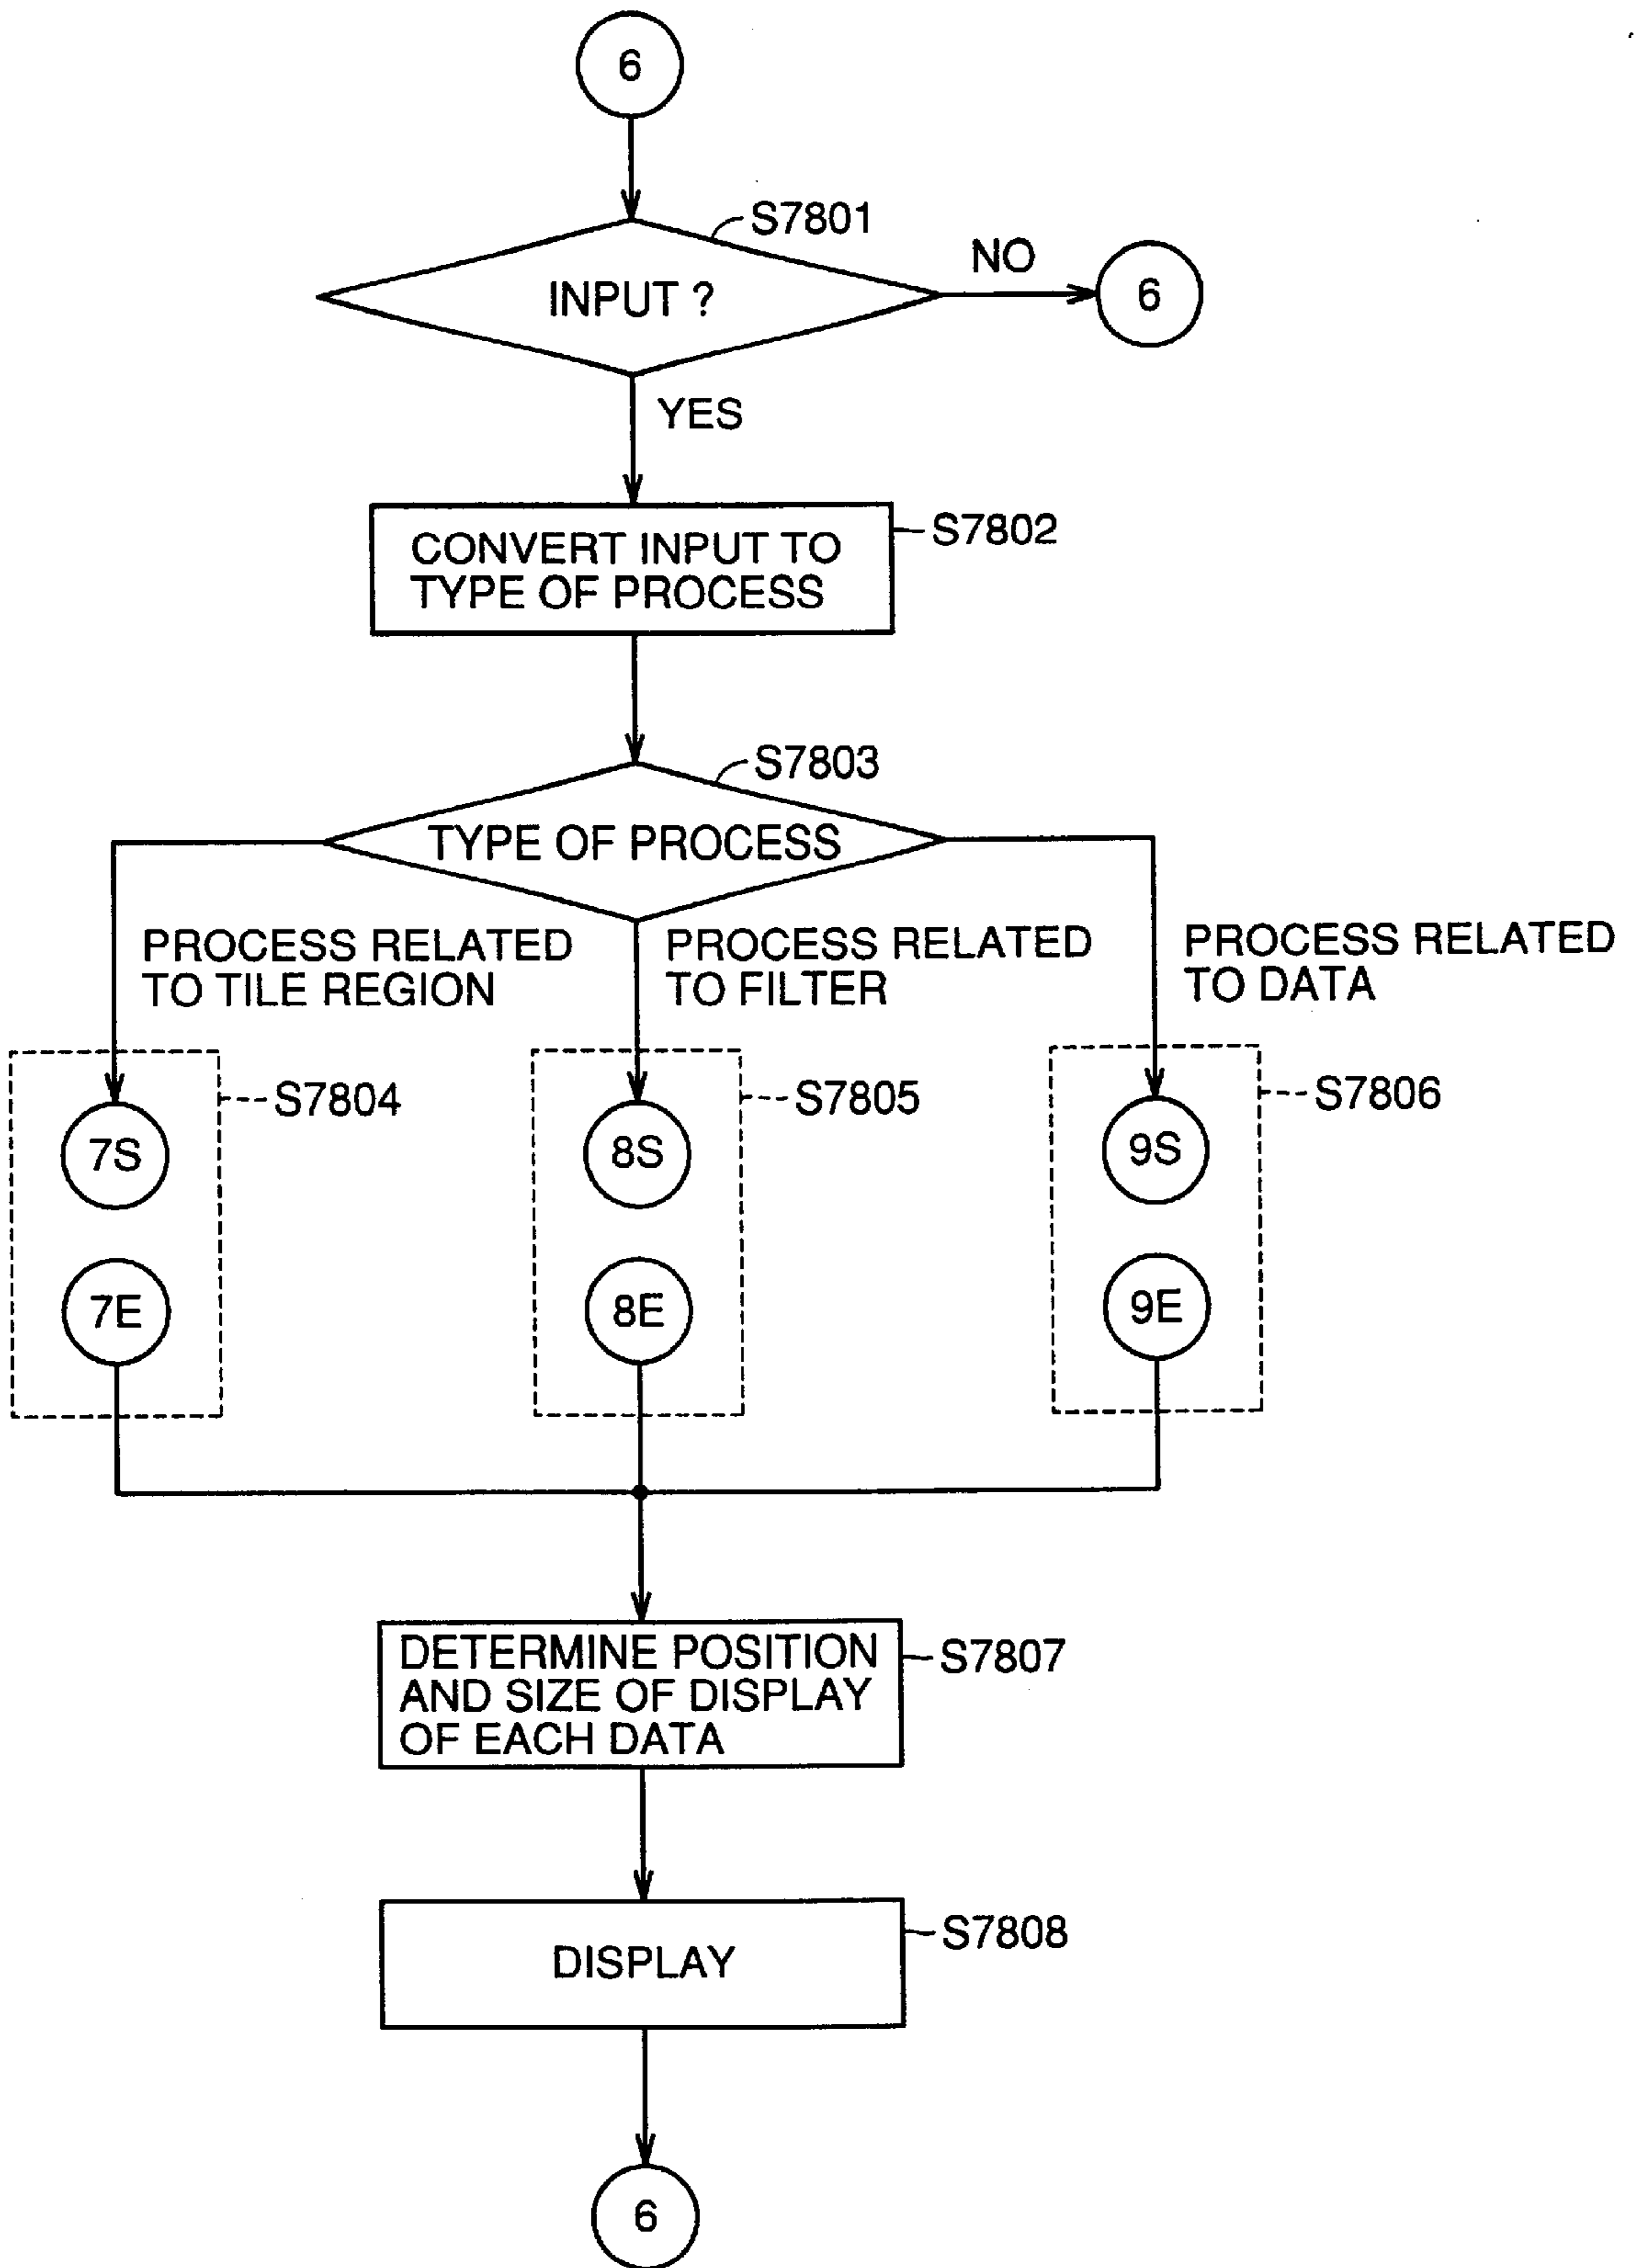 6
S7801
INPUT ?
NO
6
YES
CONVERT INPUT TO
TYPE OF PROCESS
S7802
S7803
TYPE OF PROCESS
PROCESS RELATED
TO TILE REGION
PROCESS RELATED
TO FILTER
PROCESS RELATED
TO DATA
S7804
S7805
S7806
7S
8S
9S
7E
8E
9E
DETERMINE POSITION
AND SIZE OF DISPLAY
OF EACH DATA
S7807
DISPLAY
S7808
6